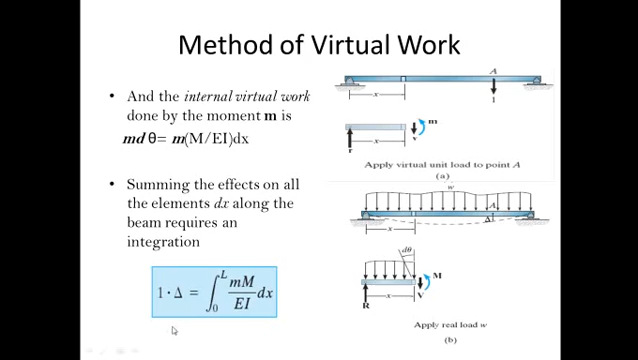 Method of Virtual Work
• And the internal virtual work
done by the moment m is
mdθ= m(M/EI)dx
• Summing the effects on all
the elements dx along the
beam requires an
integration
1 · Δ = ∫₀ᴸ mM/EI dx
A
x
1
m
v
x
r
Apply virtual unit load to point A
(a)
w
A
Δ
x
dθ
M
V
x
R
Apply real load w
(b)